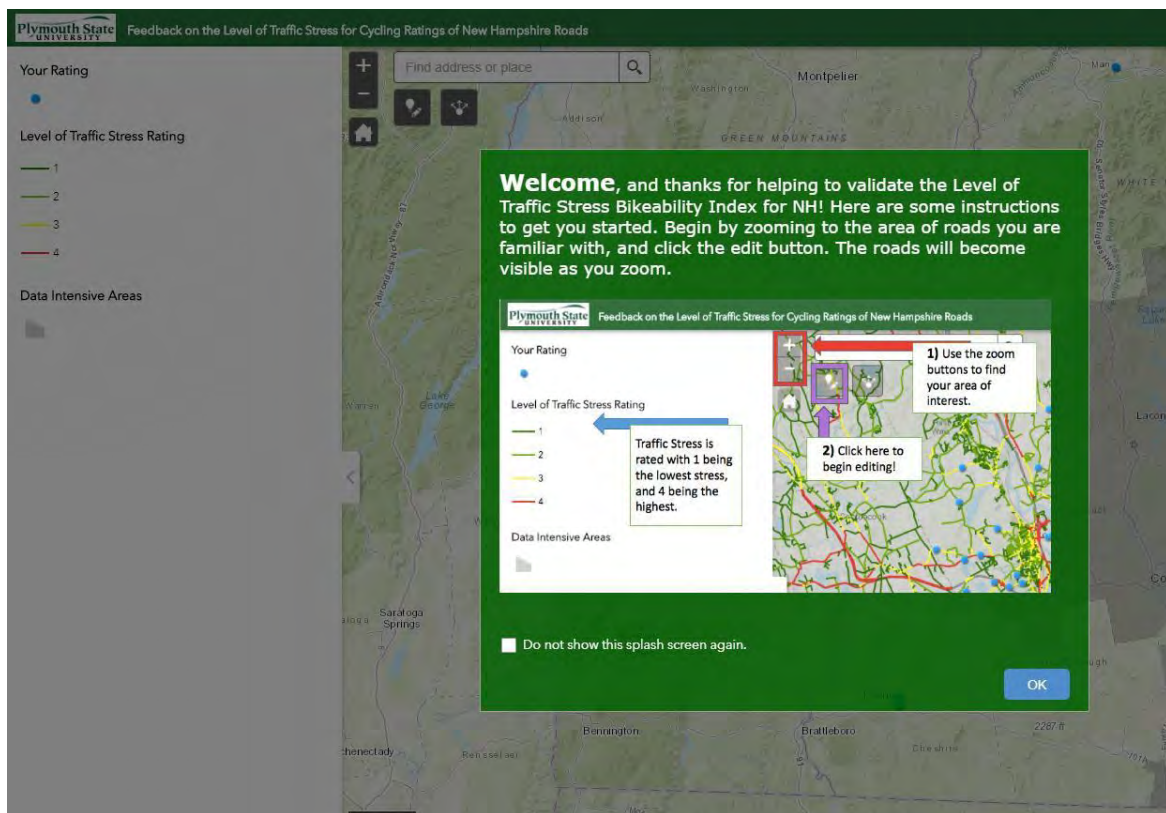 Plymouth State
UNIVERSITY
Feedback on the Level of Traffic Stress for Cycling Ratings of New Hampshire Roads
Your Rating
Level of Traffic Stress Rating
1
2
3
4
Data Intensive Areas
+
−
Find address or place
Montpelier
Washington
Addison
GREEN MOUNTAINS
Man
WHITE
Adirondack Northway
87
Warren
Lake
George
Saratoga
Springs
Bennington
Brattleboro
Rensselaer
Cheshire
2287 ft
henectady
Lacon
Co
ugh
91
Welcome, and thanks for helping to validate the Level of
Traffic Stress Bikeability Index for NH! Here are some instructions
to get you started. Begin by zooming to the area of roads you are
familiar with, and click the edit button. The roads will become
visible as you zoom.
Plymouth State
UNIVERSITY
Feedback on the Level of Traffic Stress for Cycling Ratings of New Hampshire Roads
Your Rating
Level of Traffic Stress Rating
1
2
3
4
Data Intensive Areas
Traffic Stress is
rated with 1 being
the lowest stress,
and 4 being the
highest.
+
−
1) Use the zoom
buttons to find
your area of
interest.
2) Click here to
begin editing!
Do not show this splash screen again.
OK